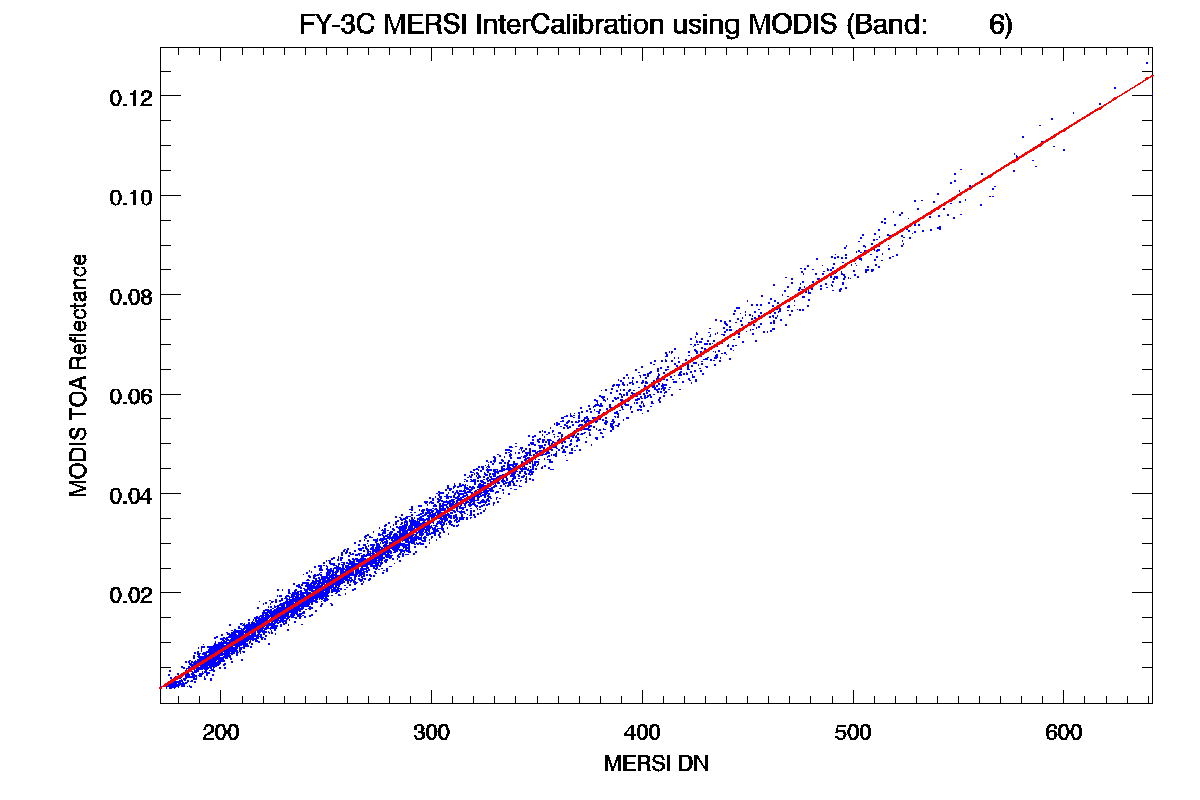 FY-3C MERSI InterCalibration using MODIS (Band: 6)
0.12
0.10
0.08
0.06
0.04
0.02
MODIS TOA Reflectance
200 300 400 500 600
MERSI DN